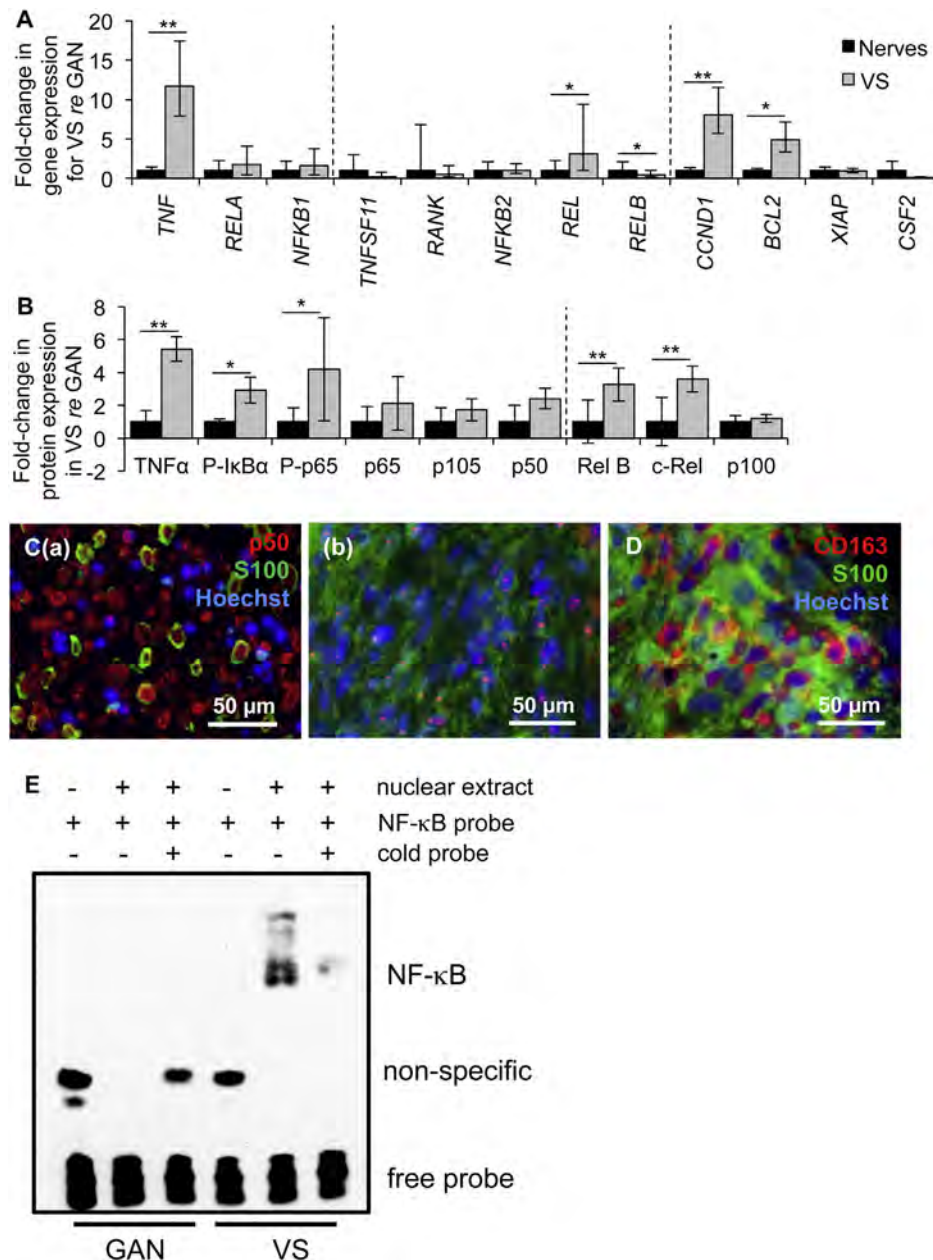 A
Fold-change in
gene expression
for VS re GAN
20
15
10
5
0
**
*
*
**
*
Nerves
VS
TNF
RELA
NFKB1
TNFSF11
RANK
NFKB2
REL
RELB
CCND1
BCL2
XIAP
CSF2
B
Fold-change in
protein expression
in VS re GAN
8
6
4
2
0
-2
**
*
*
**
**
TNFα
P-IκBα
P-p65
p65
p105
p50
Rel B
c-Rel
p100
C(a)
p50
S100
Hoechst
50 µm
(b)
50 µm
D
CD163
S100
Hoechst
50 µm
E
- + + - + + nuclear extract
+ + + + + + NF-κB probe
- - + - - + cold probe
NF-κB
non-specific
free probe
GAN VS